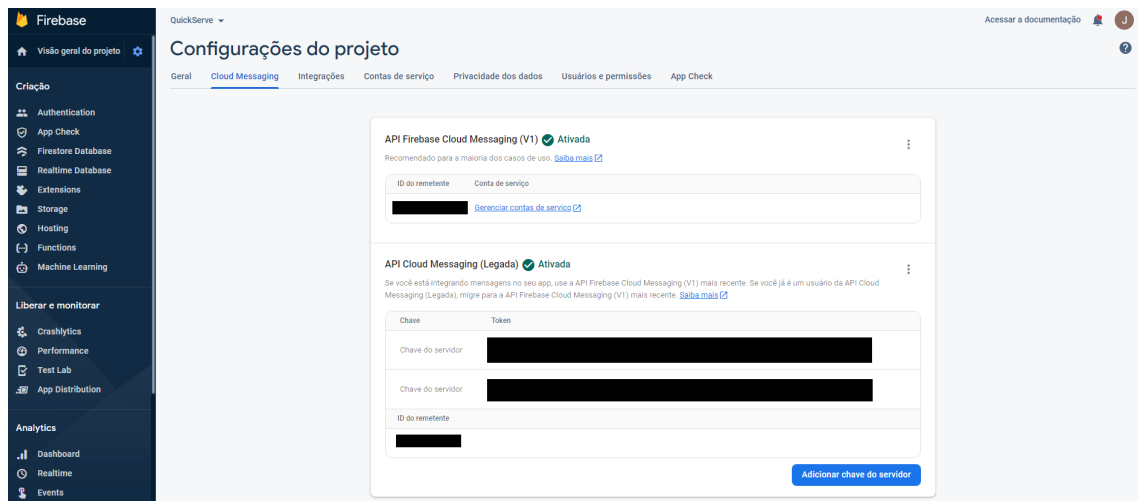 Firebase
QuickServe
Acessar a documentação
J
Visão geral do projeto
Configurações do projeto
?
Geral Cloud Messaging Integrações Contas de serviço Privacidade dos dados Usuários e permissões App Check
Criação
Authentication
App Check
Firestore Database
Realtime Database
Extensions
Storage
Hosting
Functions
Machine Learning
Liberar e monitorar
Crashlytics
Performance
Test Lab
App Distribution
Analytics
Dashboard
Realtime
Events
API Firebase Cloud Messaging (V1) Ativada
Recomendado para a maioria dos casos de uso. Saiba mais
ID do remetente Conta de serviço
Gerenciar contas de serviço
API Cloud Messaging (Legada) Ativada
Se você está integrando mensagens no seu app, use a API Firebase Cloud Messaging (V1) mais recente. Se você já é um usuário da API Cloud
Messaging (Legada), migre para a API Firebase Cloud Messaging (V1) mais recente. Saiba mais
Chave Token
Chave do servidor
Chave do servidor
ID do remetente
Adicionar chave do servidor